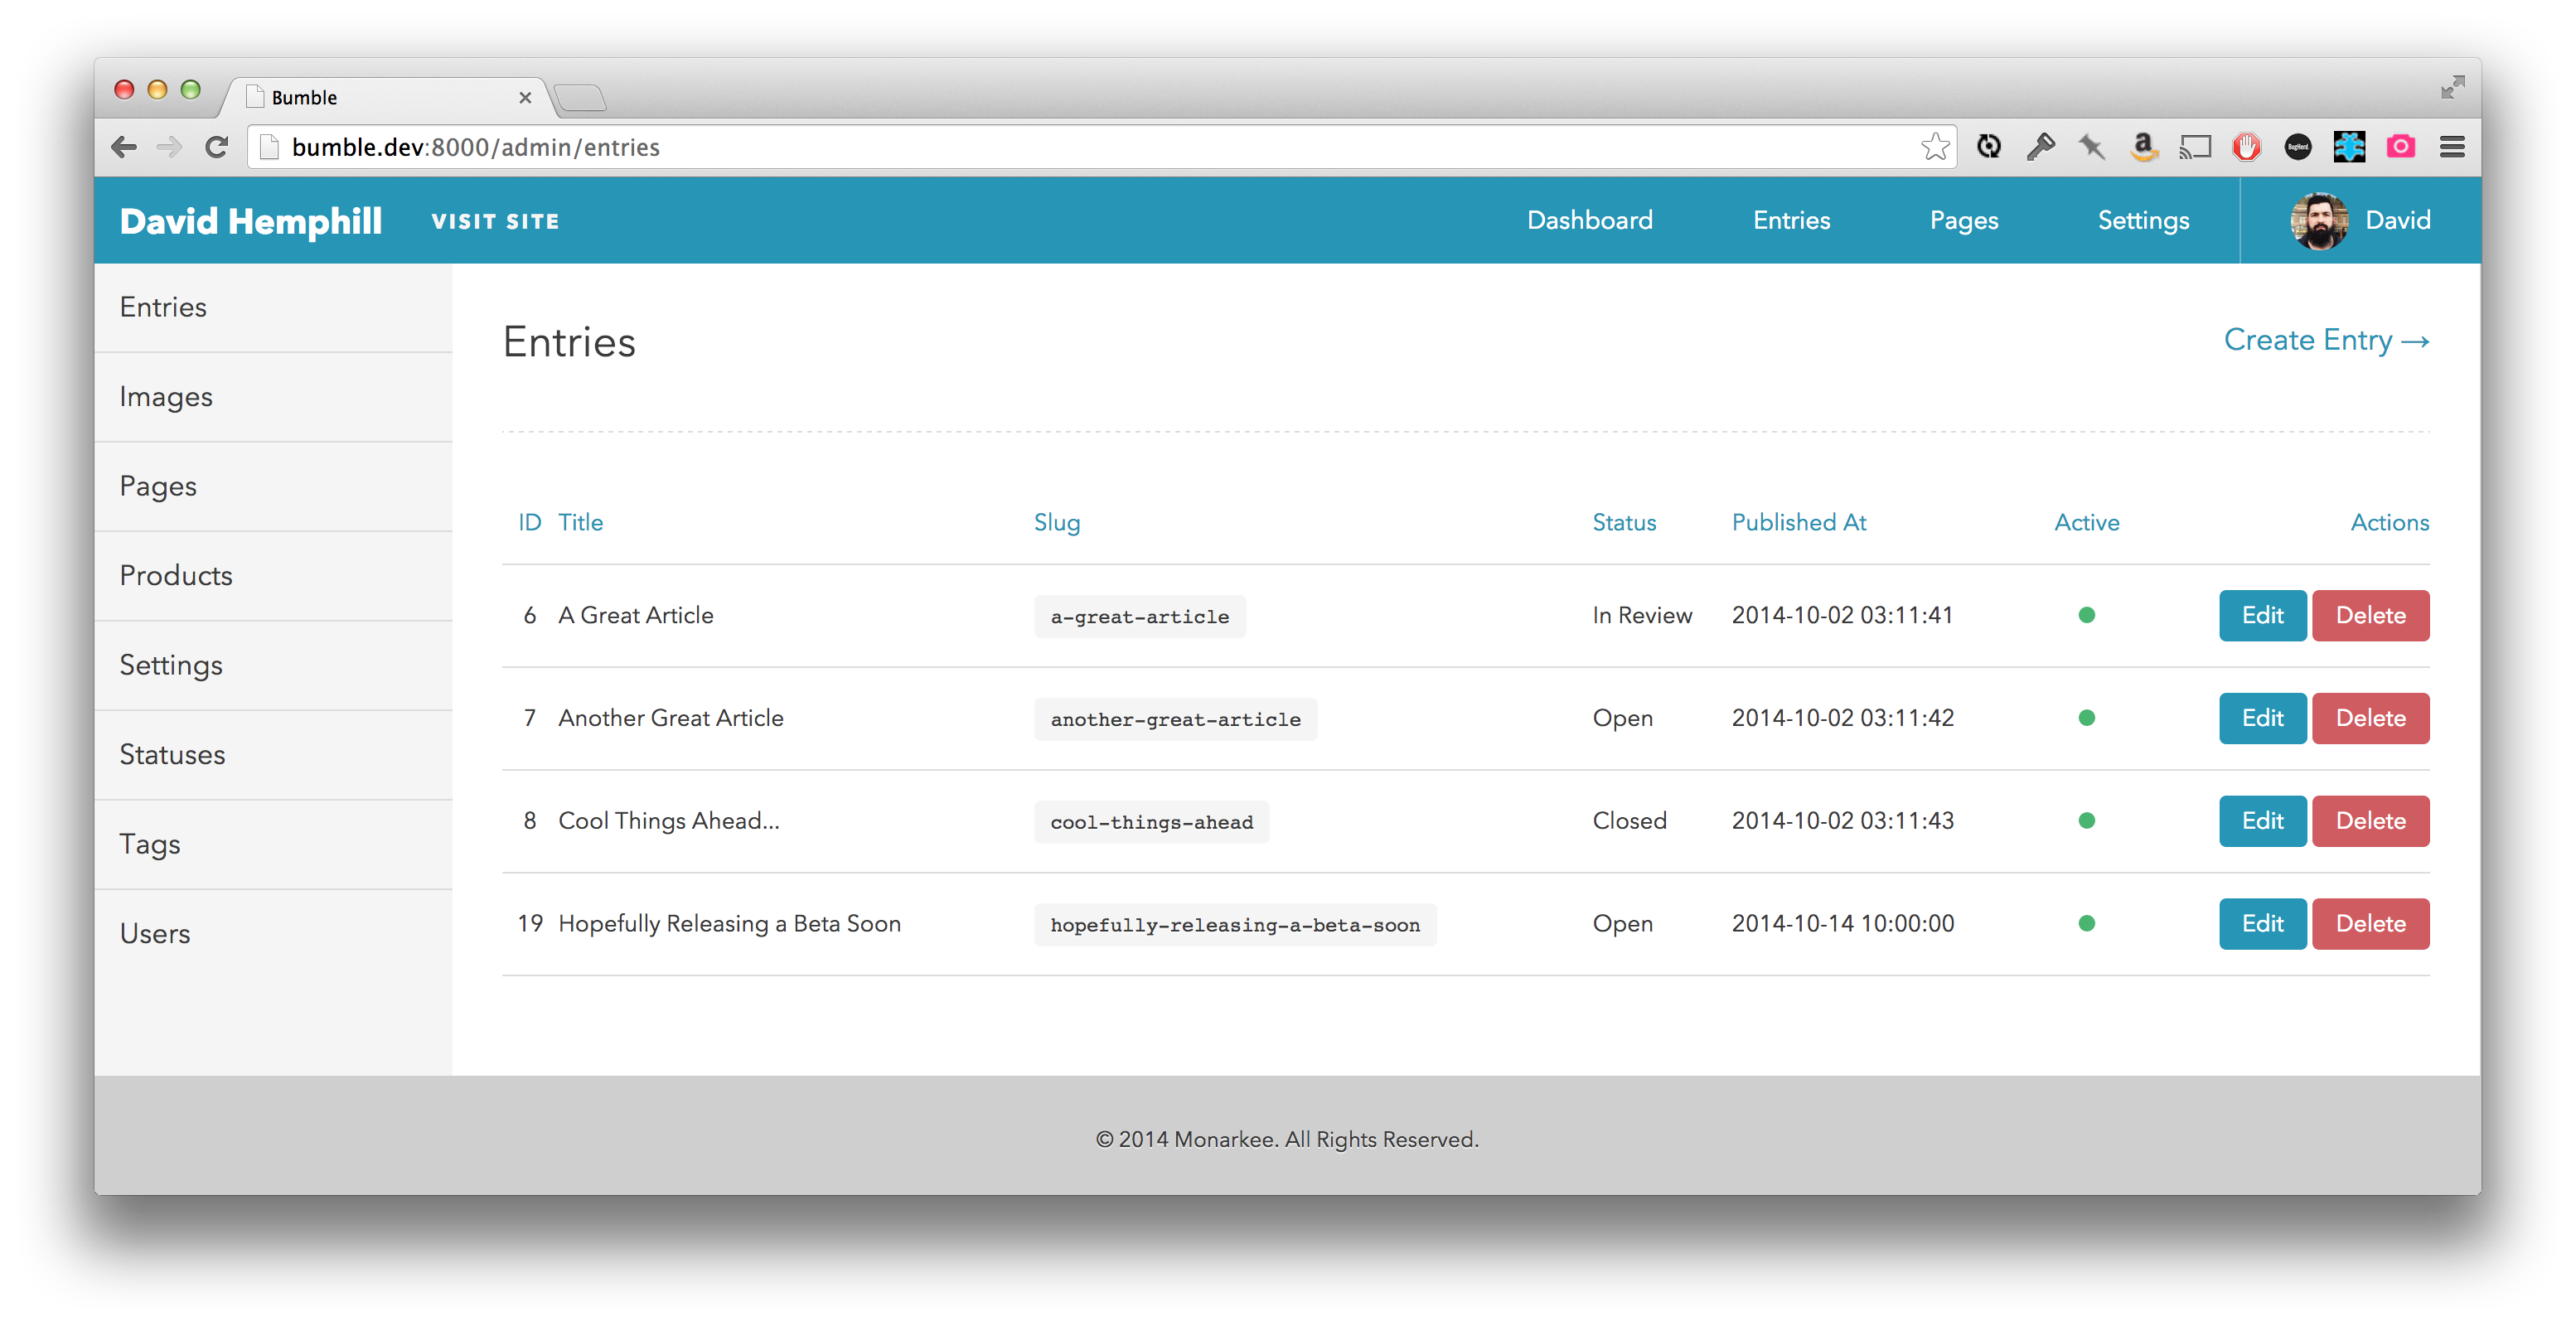 Bumble
bumble.dev:8000/admin/entries
David Hemphill VISIT SITE Dashboard Entries Pages Settings David
Entries
Images
Pages
Products
Settings
Statuses
Tags
Users
Entries Create Entry →
ID Title Slug Status Published At Active Actions
6 A Great Article a-great-article In Review 2014-10-02 03:11:41 Edit Delete
7 Another Great Article another-great-article Open 2014-10-02 03:11:42 Edit Delete
8 Cool Things Ahead... cool-things-ahead Closed 2014-10-02 03:11:43 Edit Delete
19 Hopefully Releasing a Beta Soon hopefully-releasing-a-beta-soon Open 2014-10-14 10:00:00 Edit Delete
© 2014 Monarkee. All Rights Reserved.